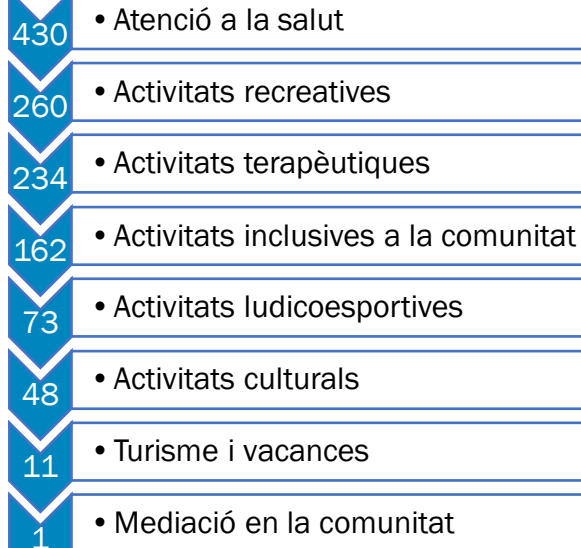 430 • Atenció a la salut
260 • Activitats recreatives
234 • Activitats terapèutiques
162 • Activitats inclusives a la comunitat
73 • Activitats ludicoesportives
48 • Activitats culturals
11 • Turisme i vacances
1 • Mediació en la comunitat